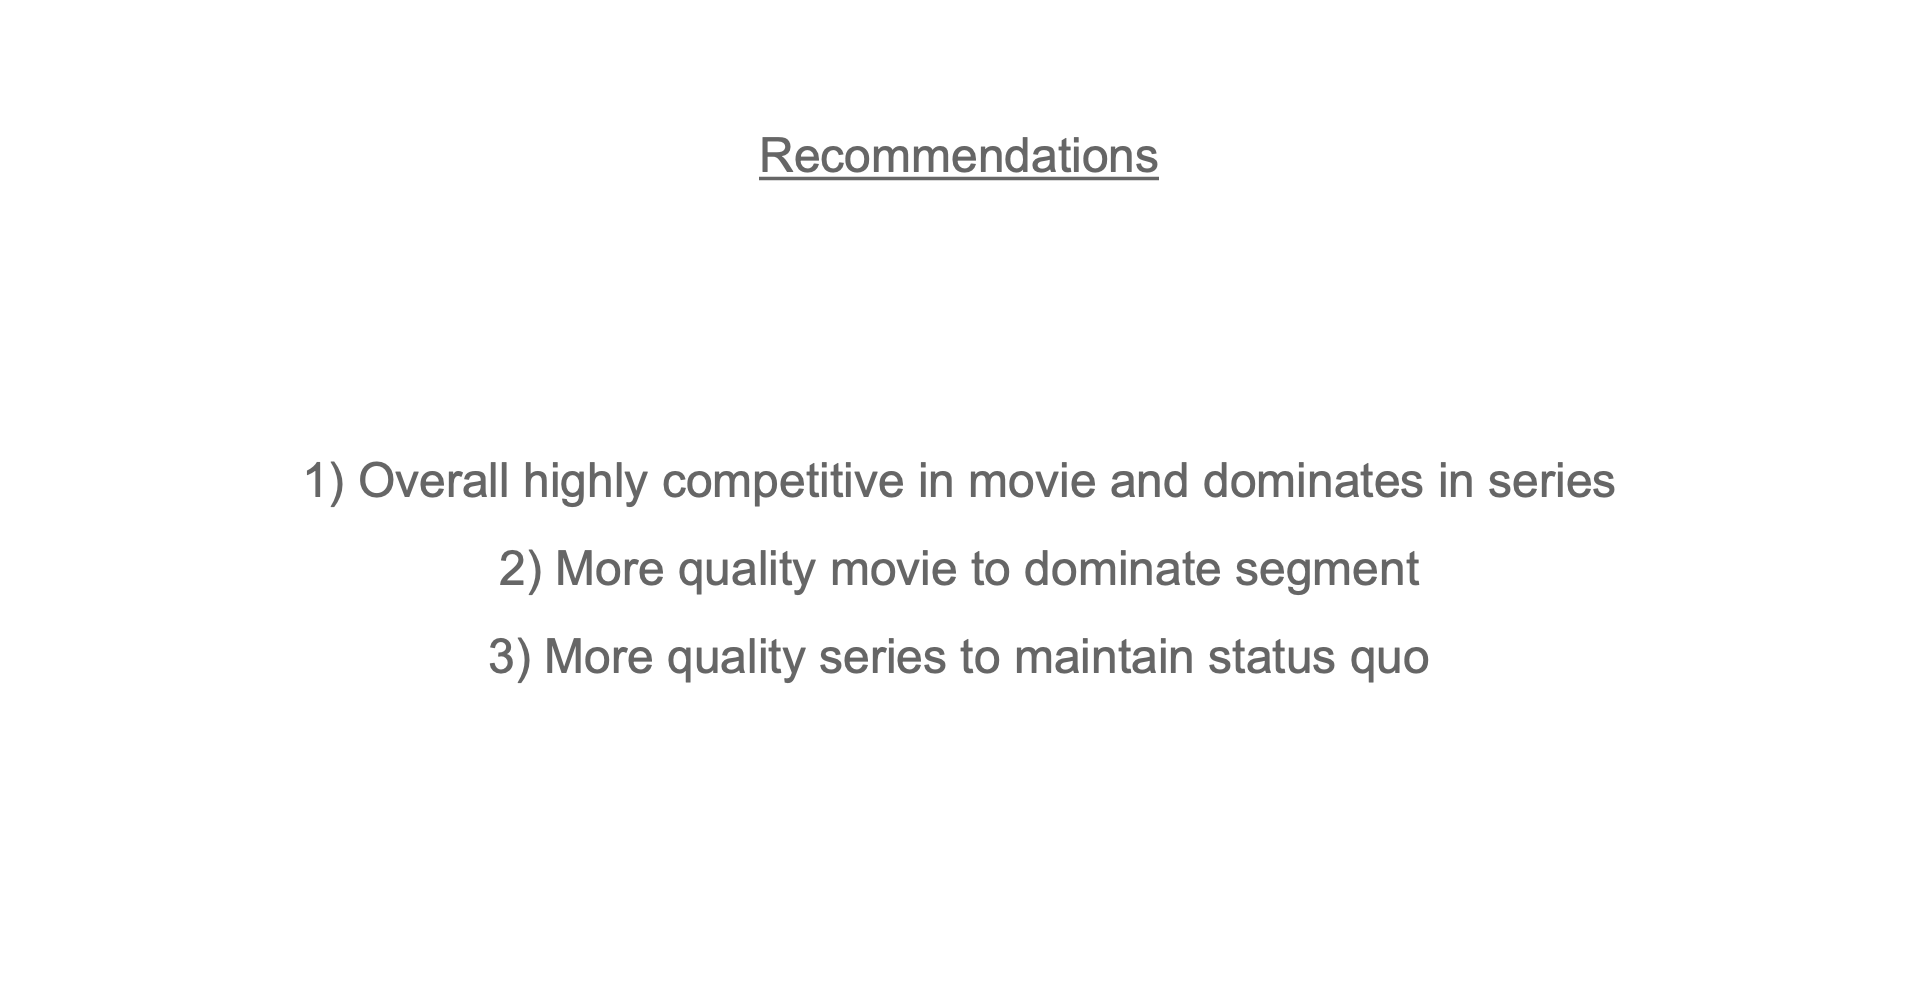 Recommendations
1) Overall highly competitive in movie and dominates in series
2) More quality movie to dominate segment
3) More quality series to maintain status quo